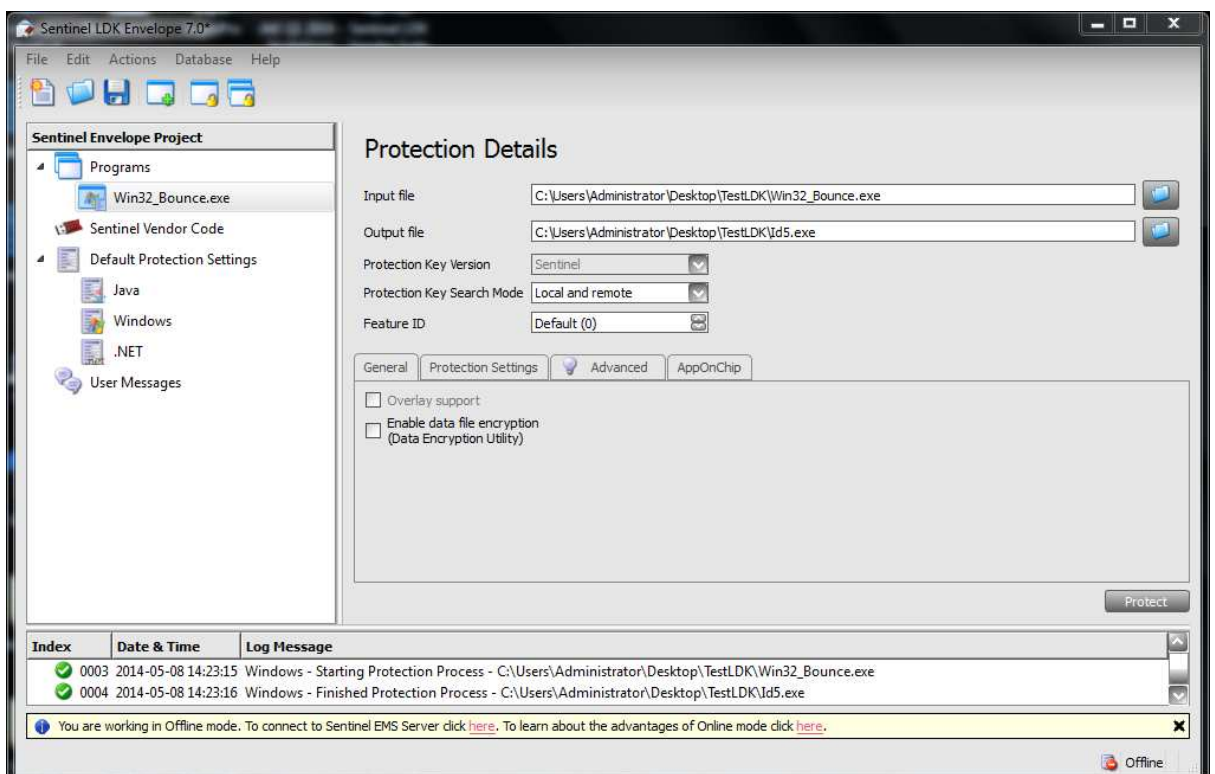 Sentinel LDK Envelope 7.0*
File Edit Actions Database Help
Sentinel Envelope Project
Programs
Win32_Bounce.exe
Sentinel Vendor Code
Default Protection Settings
Java
Windows
.NET
User Messages
Protection Details
Input file C:\Users\Administrator\Desktop\TestLDK\Win32_Bounce.exe
Output file C:\Users\Administrator\Desktop\TestLDK\Id5.exe
Protection Key Version Sentinel
Protection Key Search Mode Local and remote
Feature ID Default (0)
General Protection Settings Advanced AppOnChip
Overlay support
Enable data file encryption
(Data Encryption Utility)
Protect
Index Date & Time Log Message
0003 2014-05-08 14:23:15 Windows - Starting Protection Process - C:\Users\Administrator\Desktop\TestLDK\Win32_Bounce.exe
0004 2014-05-08 14:23:16 Windows - Finished Protection Process - C:\Users\Administrator\Desktop\TestLDK\Id5.exe
You are working in Offline mode. To connect to Sentinel EMS Server click here. To learn about the advantages of Online mode click here.
Offline